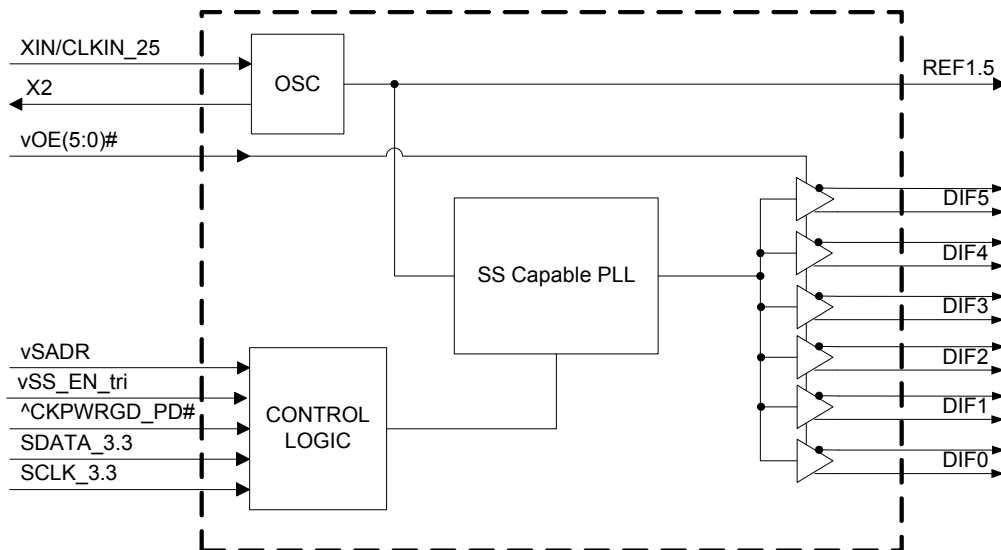 XIN/CLKIN_25
X2
vOE(5:0)#
OSC
REF1.5
SS Capable PLL
DIF5
DIF4
DIF3
DIF2
DIF1
DIF0
vSADR
vSS_EN_tri
^CKPWRGD_PD#
SDATA_3.3
SCLK_3.3
CONTROL
LOGIC